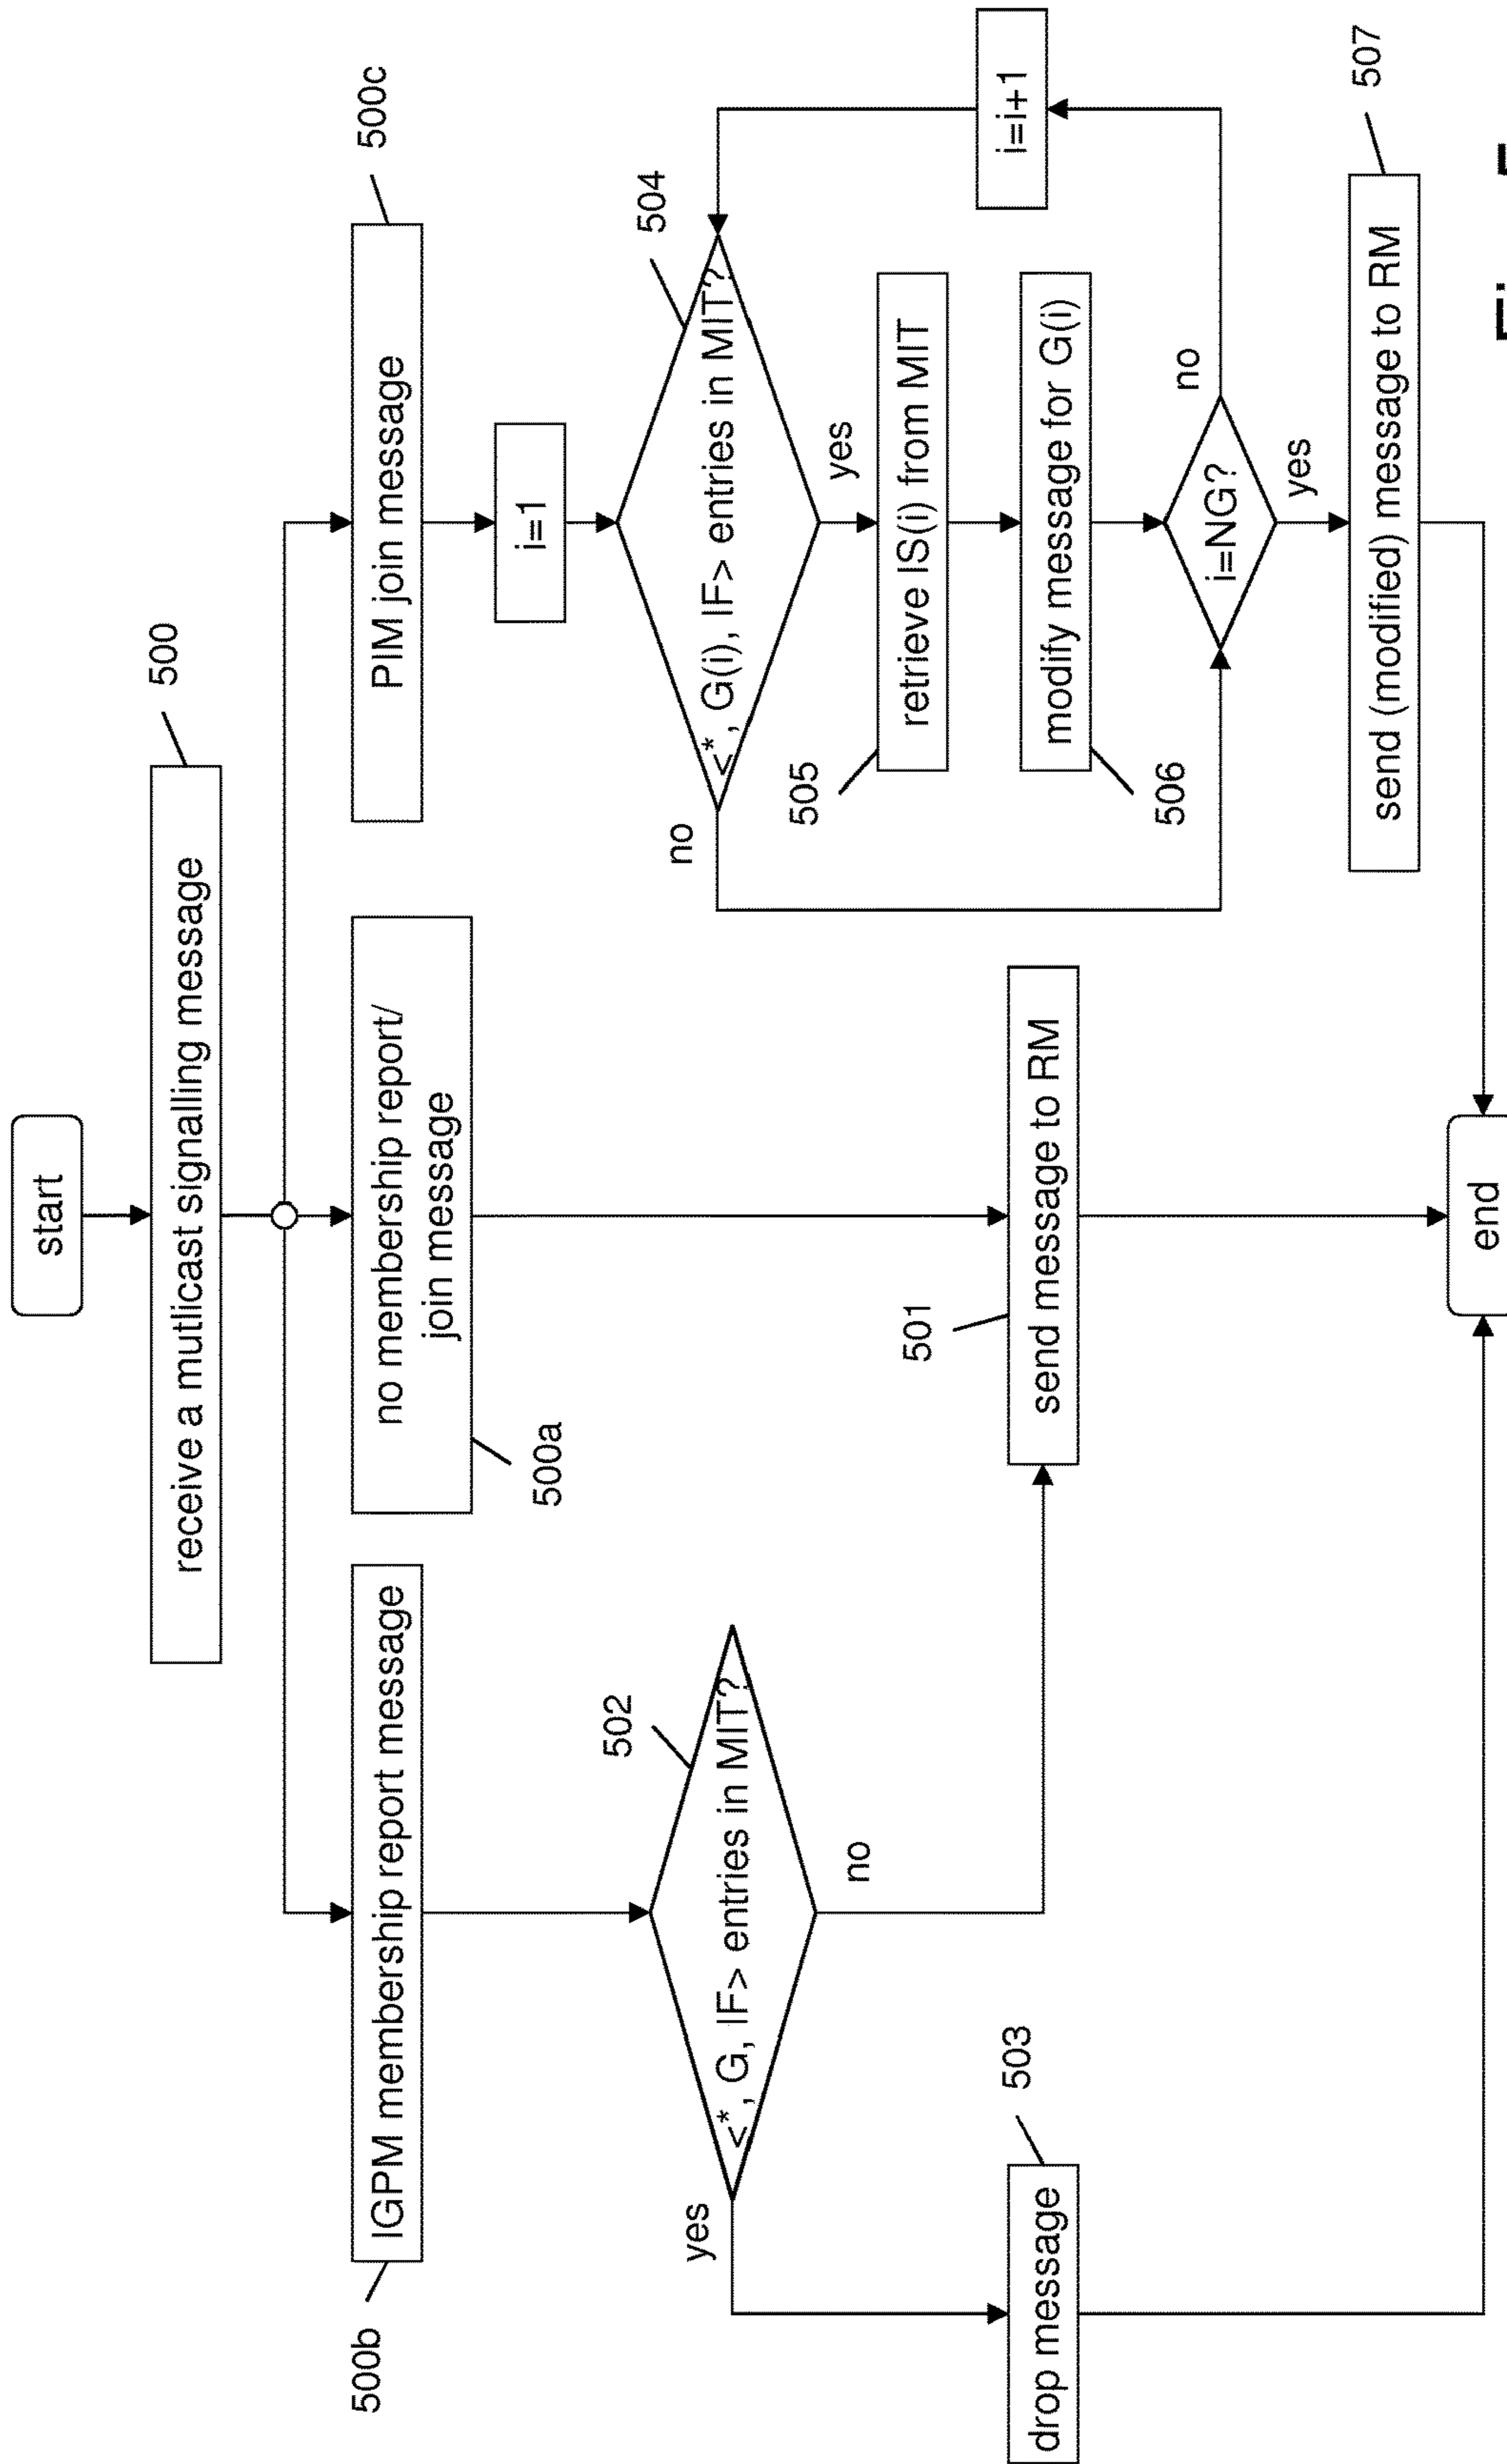 start
500
receive a mutlicast signalling message
500b
IGPM membership report message
500a
no membership report/
join message
500c
PIM join message
i=1
502
<*, G, IF> entries in MIT?
yes
no
503
drop message
501
send message to RM
504
<*, G(i), IF> entries in MIT?
no
yes
505
retrieve IS(i) from MIT
506
modify message for G(i)
i=NG?
no
i=i+1
yes
507
send (modified) message to RM
end